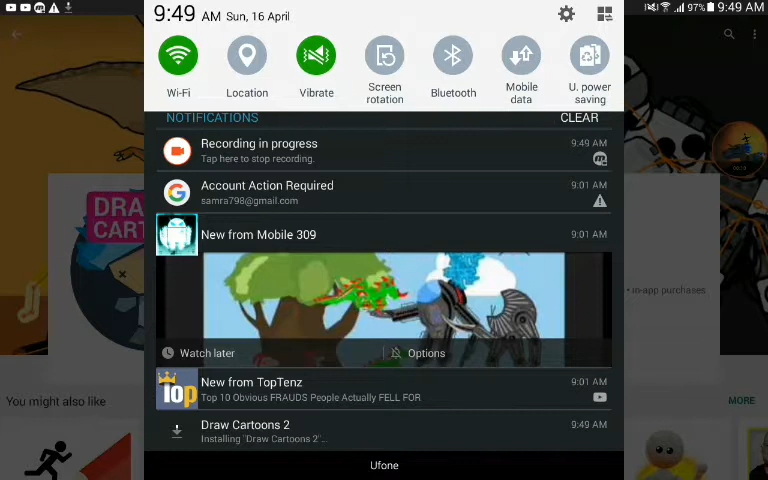 97% 9:49 AM
9:49 AM Sun, 16 April
Wi-Fi
Location
Vibrate
Screen rotation
Bluetooth
Mobile data
U. power saving
NOTIFICATIONS
CLEAR
Recording in progress
9:49 AM
Tap here to stop recording.
Account Action Required
9:01 AM
samra798@gmail.com
New from Mobile 309
9:01 AM
Watch later
Options
New from TopTenz
9:01 AM
Top 10 Obvious FRAUDS People Actually FELL FOR
Draw Cartoons 2
9:49 AM
Installing "Draw Cartoons 2"...
Ufone
DRA
CART
In-app purchases
You might also like
MORE
top